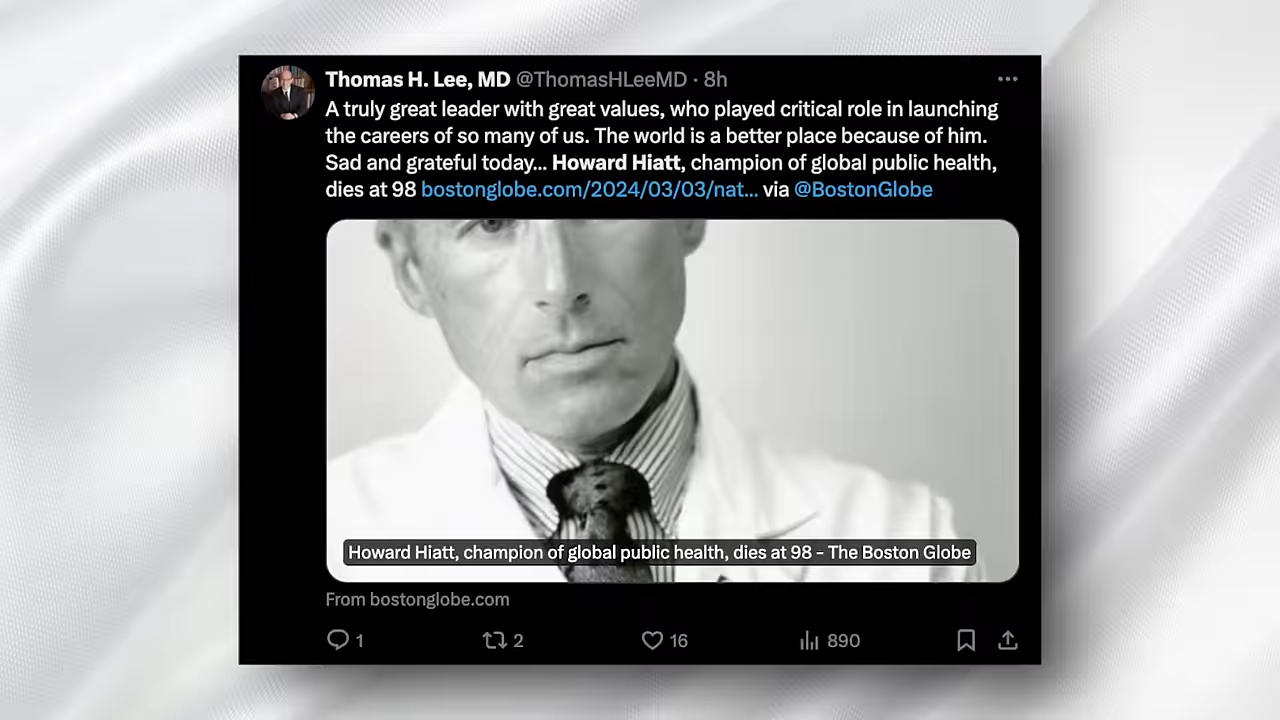 Thomas H. Lee, MD @ThomasHLeeMD · 8h
A truly great leader with great values, who played critical role in launching
the careers of so many of us. The world is a better place because of him.
Sad and grateful today... Howard Hiatt, champion of global public health,
dies at 98 bostonglobe.com/2024/03/03/nat... via @BostonGlobe
Howard Hiatt, champion of global public health, dies at 98 - The Boston Globe
From bostonglobe.com
1 2 16 890